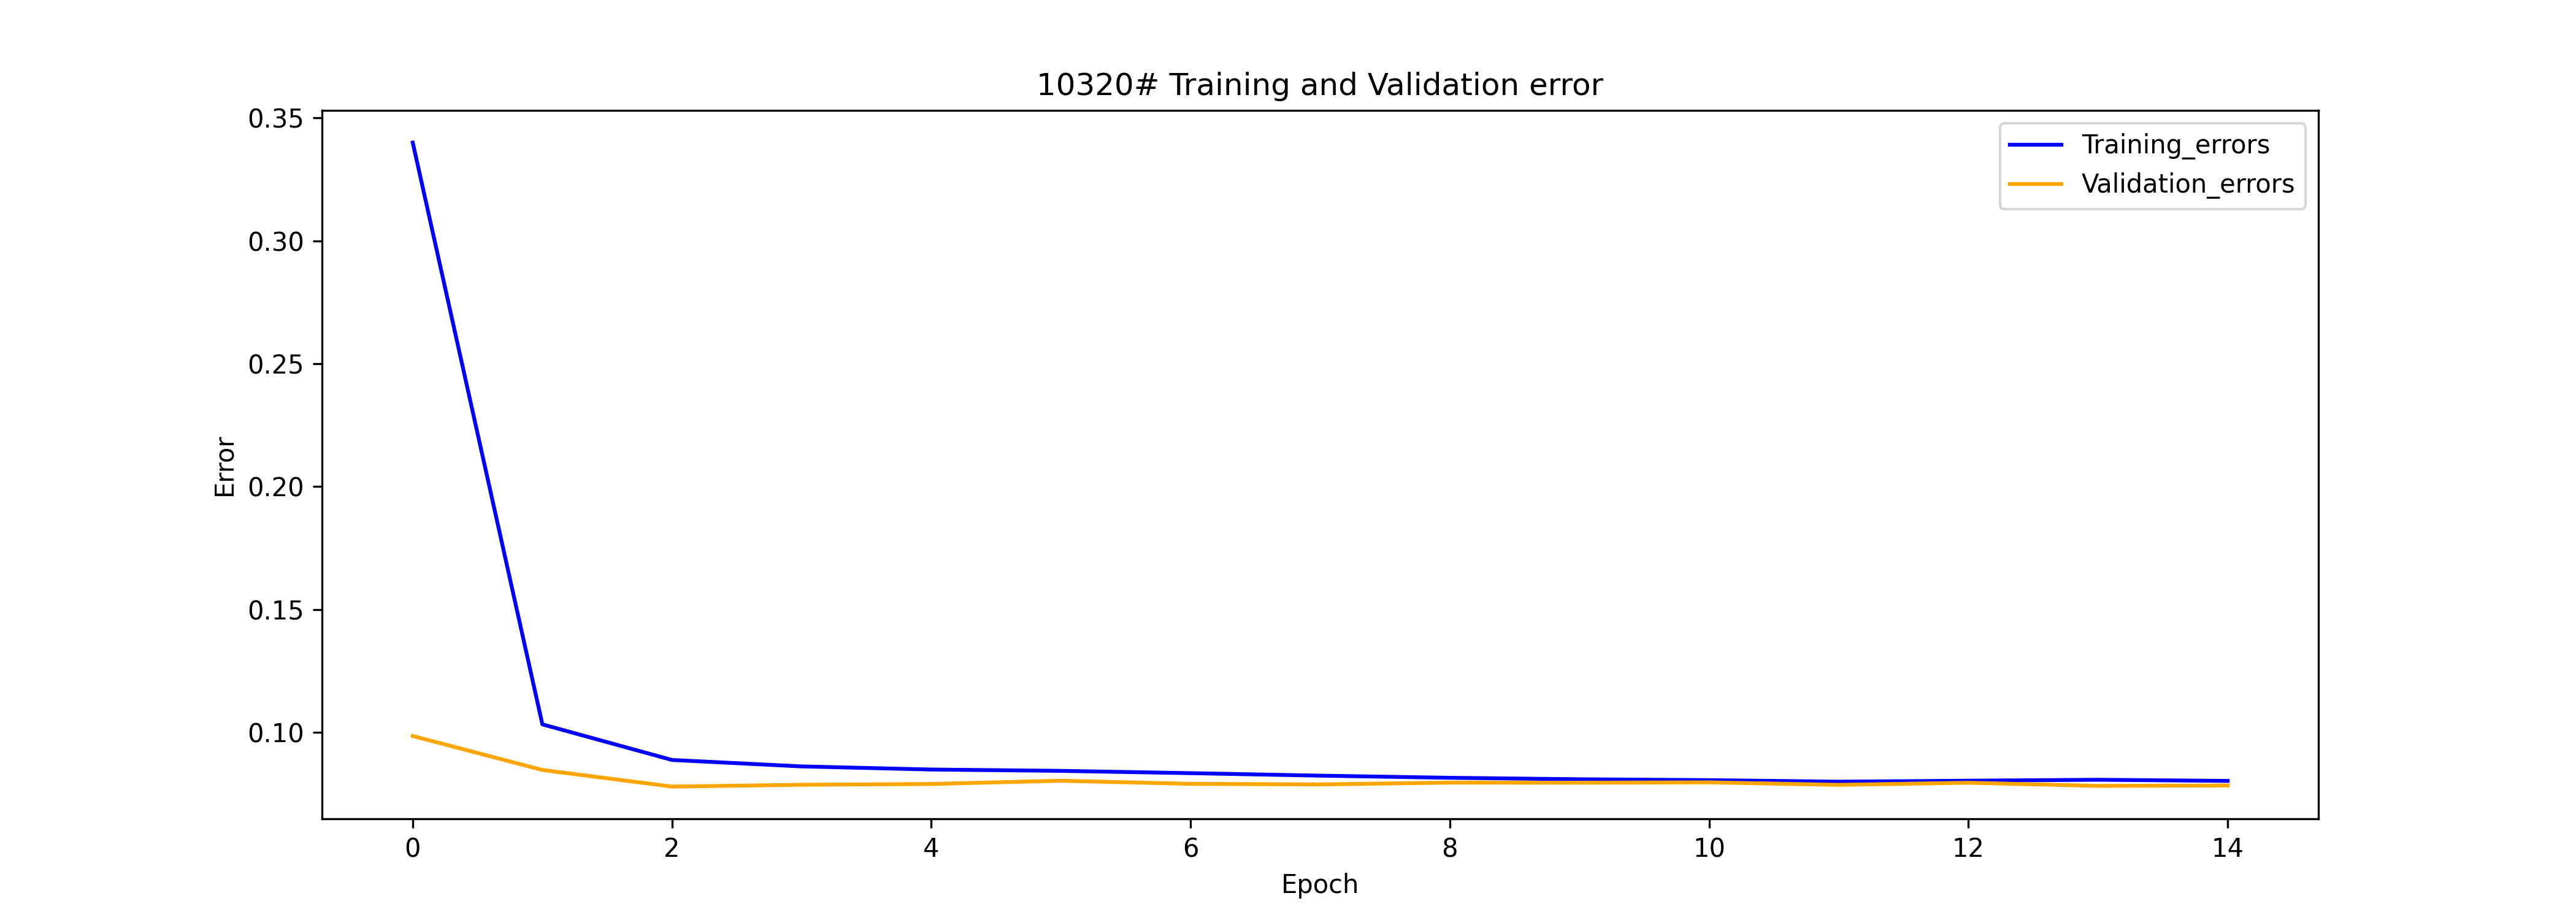 10320# Training and Validation error
0.35
0.30
0.25
0.20
0.15
0.10
Error
Training_errors
Validation_errors
0 2 4 6 8 10 12 14
Epoch